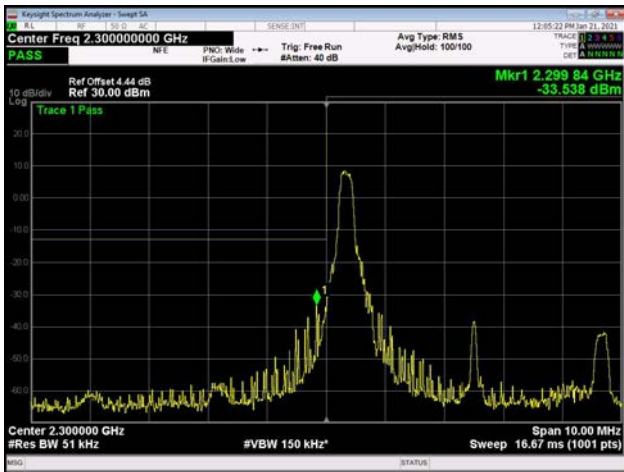 Keysight Spectrum Analyzer - Swept SA
RL RF 50 Ω AC SENSE:INT 12:05:22 PM Jan 21, 2021
Center Freq 2.300000000 GHz
PASS
NFE
PNO: Wide
IFGain:Low
Trig: Free Run
#Atten: 40 dB
Avg Type: RMS
Avg|Hold: 100/100
TRACE 1 2 3 4 5 6
TYPE A WWWWW
DET A N N N N N
Mkr1 2.299 84 GHz
-33.538 dBm
Ref Offset 4.44 dB
10 dB/div Ref 30.00 dBm
Log
Trace 1 Pass
20.0
10.0
0.00
-10.0
-20.0
-30.0
-40.0
-50.0
-60.0
1
Center 2.300000 GHz
Span 10.00 MHz
#Res BW 51 kHz
#VBW 150 kHz*
Sweep 16.67 ms (1001 pts)
MSG
STATUS